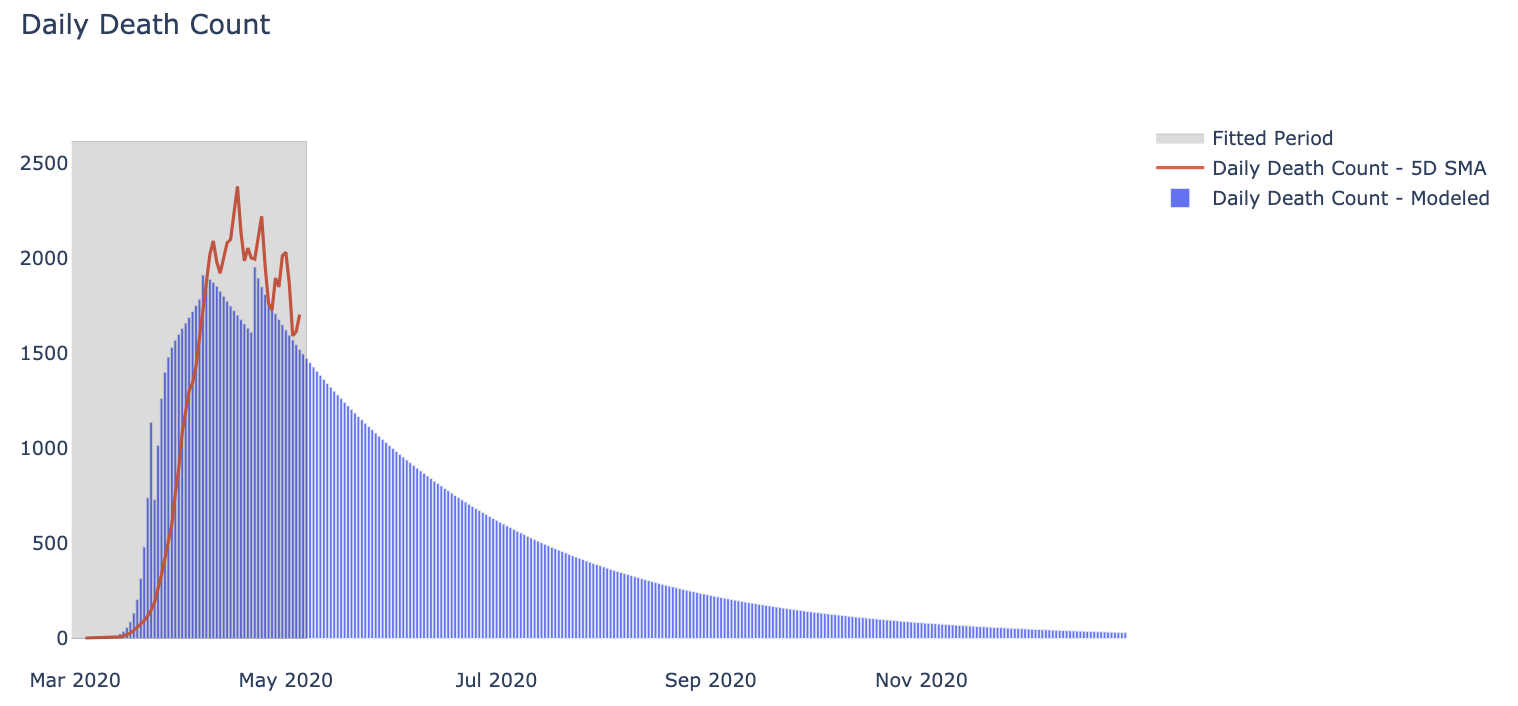 Daily Death Count
Fitted Period
Daily Death Count - 5D SMA
Daily Death Count - Modeled
2500
2000
1500
1000
500
0
Mar 2020 May 2020 Jul 2020 Sep 2020 Nov 2020